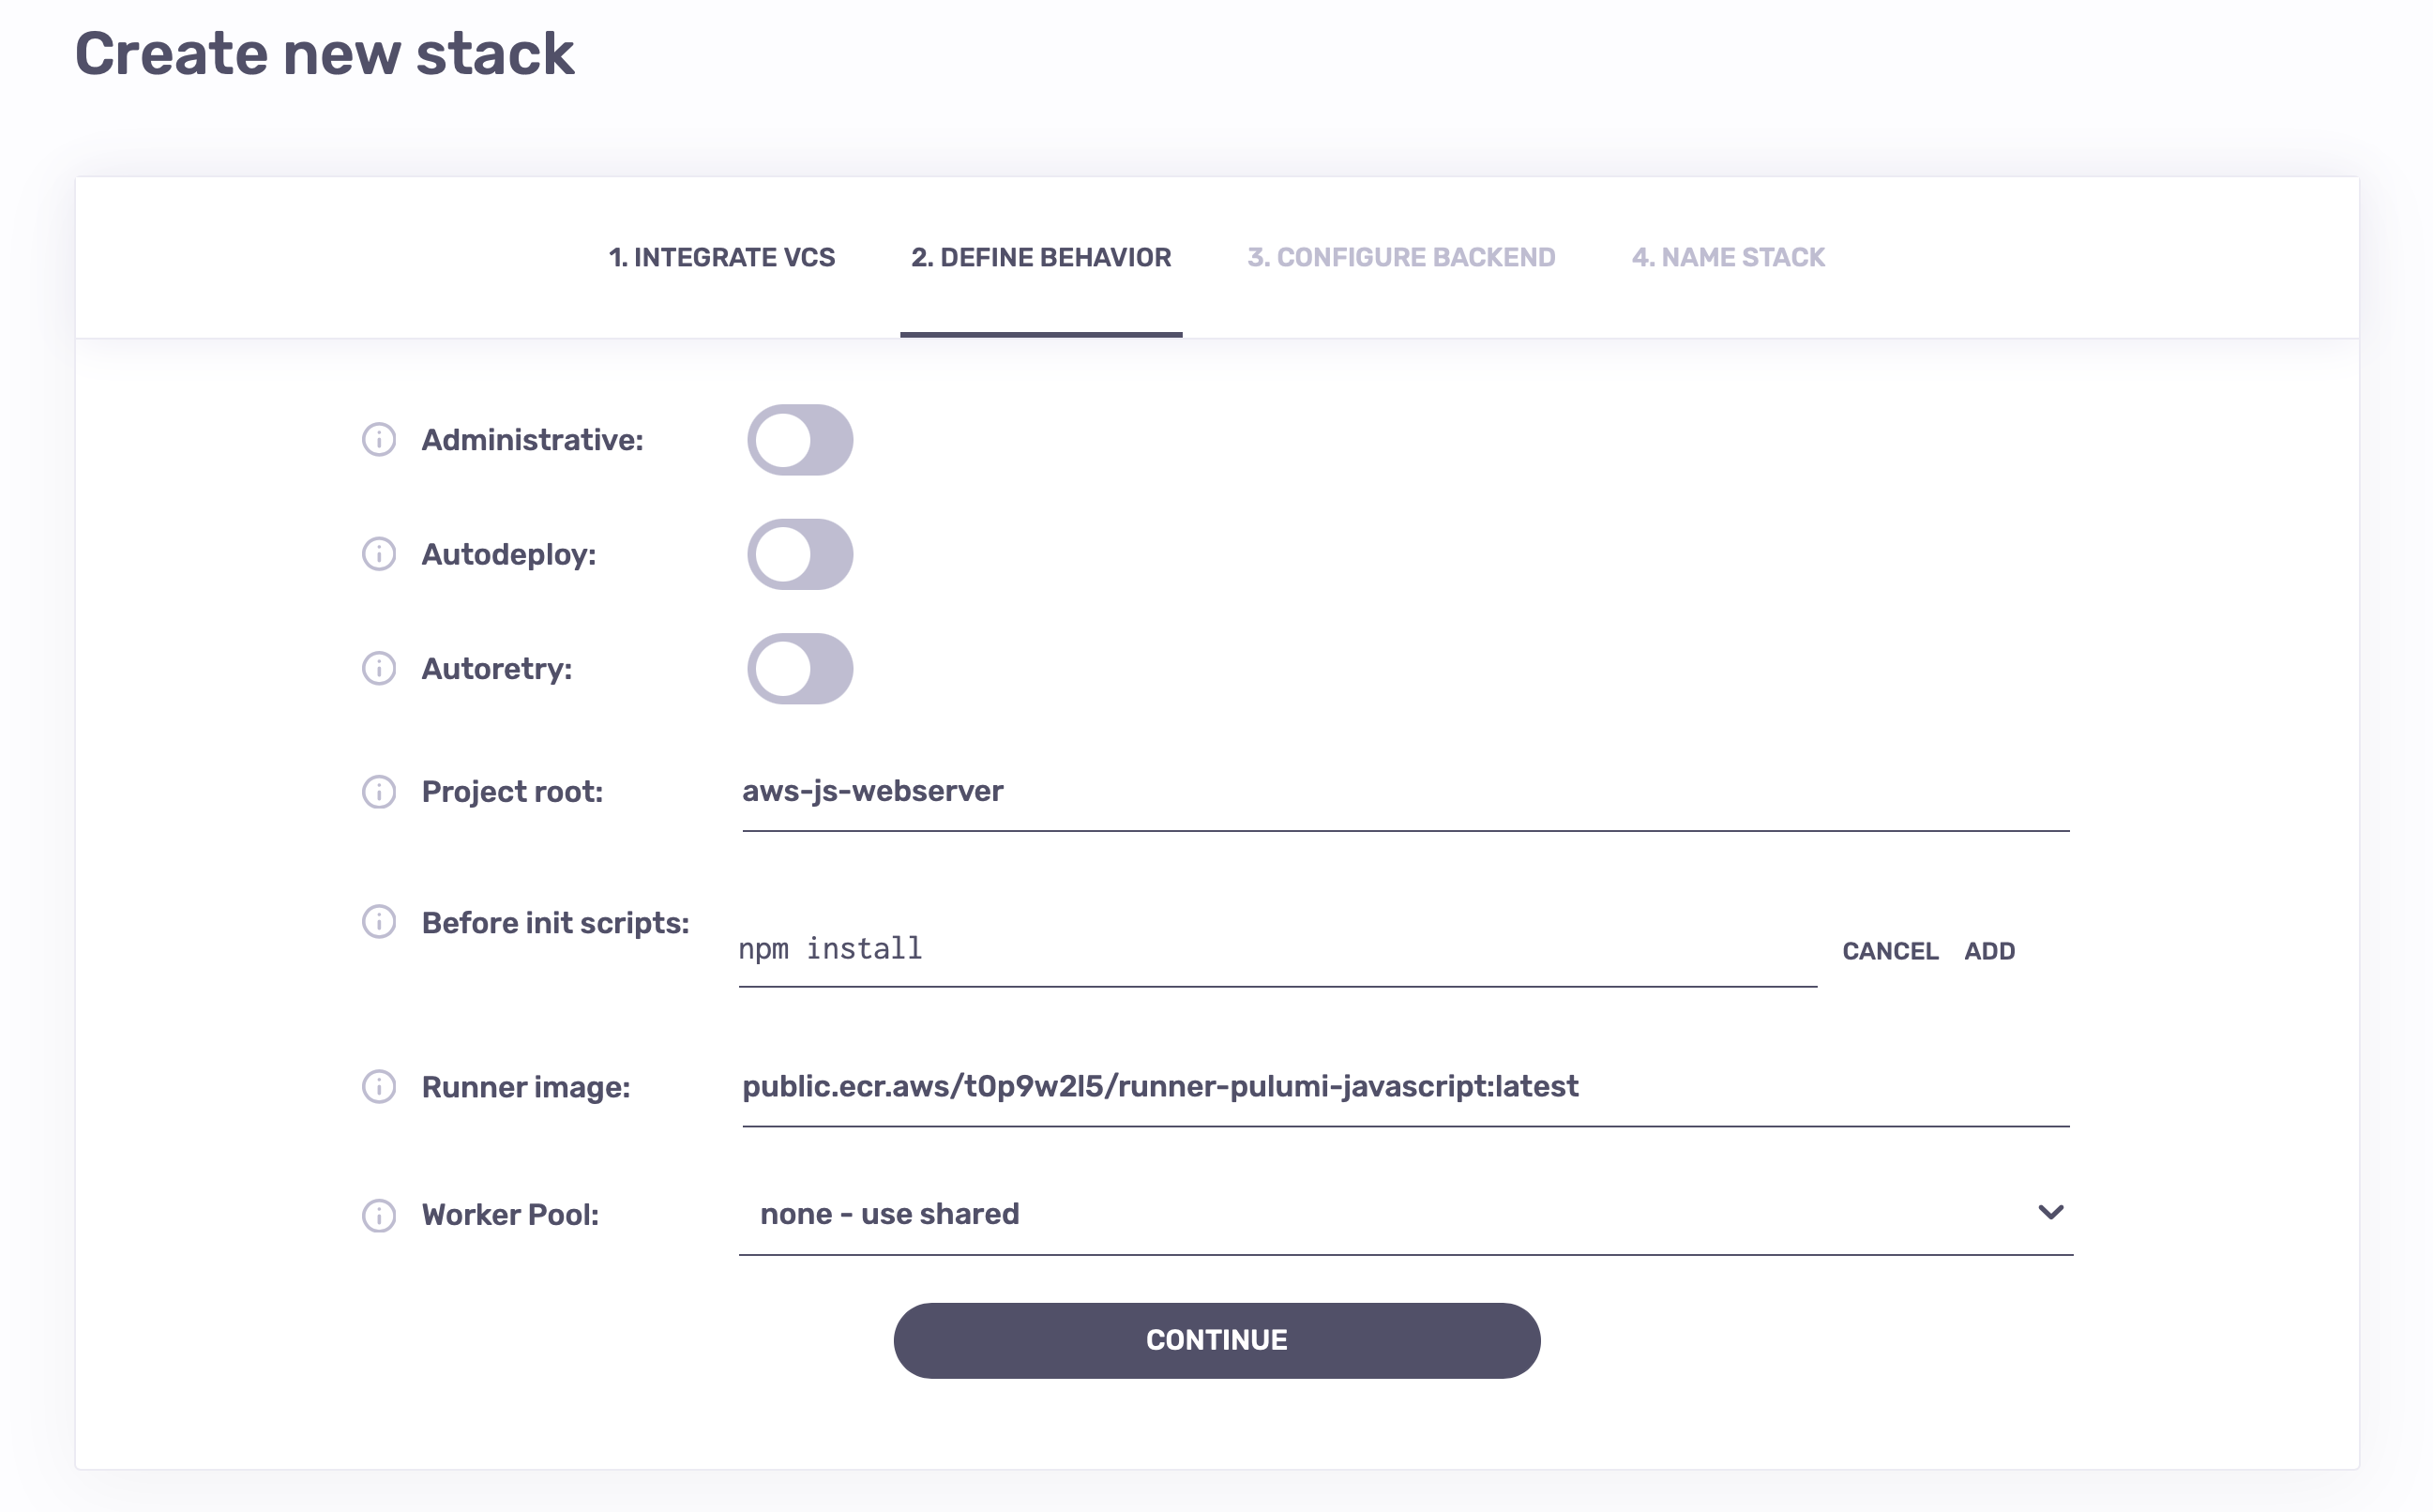 Create new stack
1. INTEGRATE VCS 2. DEFINE BEHAVIOR 3. CONFIGURE BACKEND 4. NAME STACK
Administrative:
Autodeploy:
Autoretry:
Project root: aws-js-webserver
Before init scripts: npm install CANCEL ADD
Runner image: public.ecr.aws/t0p9w2l5/runner-pulumi-javascript:latest
Worker Pool: none - use shared
CONTINUE